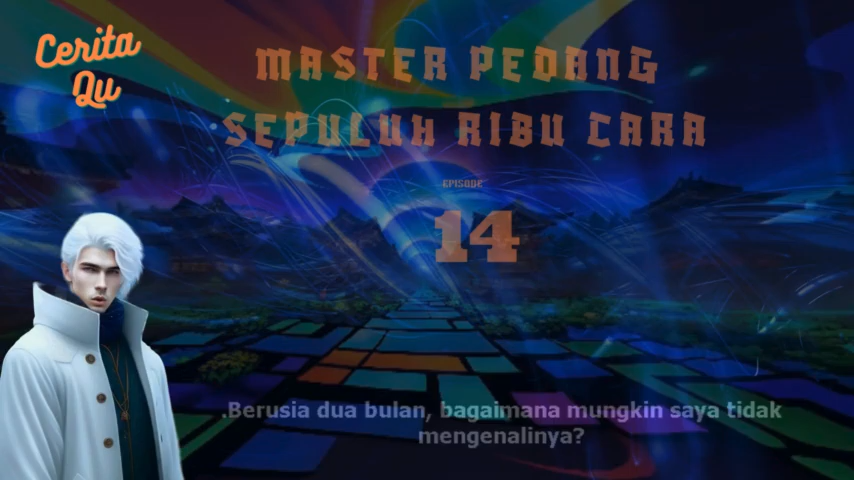 Cerita
Qu
MASTER PEDANG
SEPULUH RIBU CARA
EPISODE
14
.Berusia dua bulan, bagaimana mungkin saya tidak
mengenalinya?